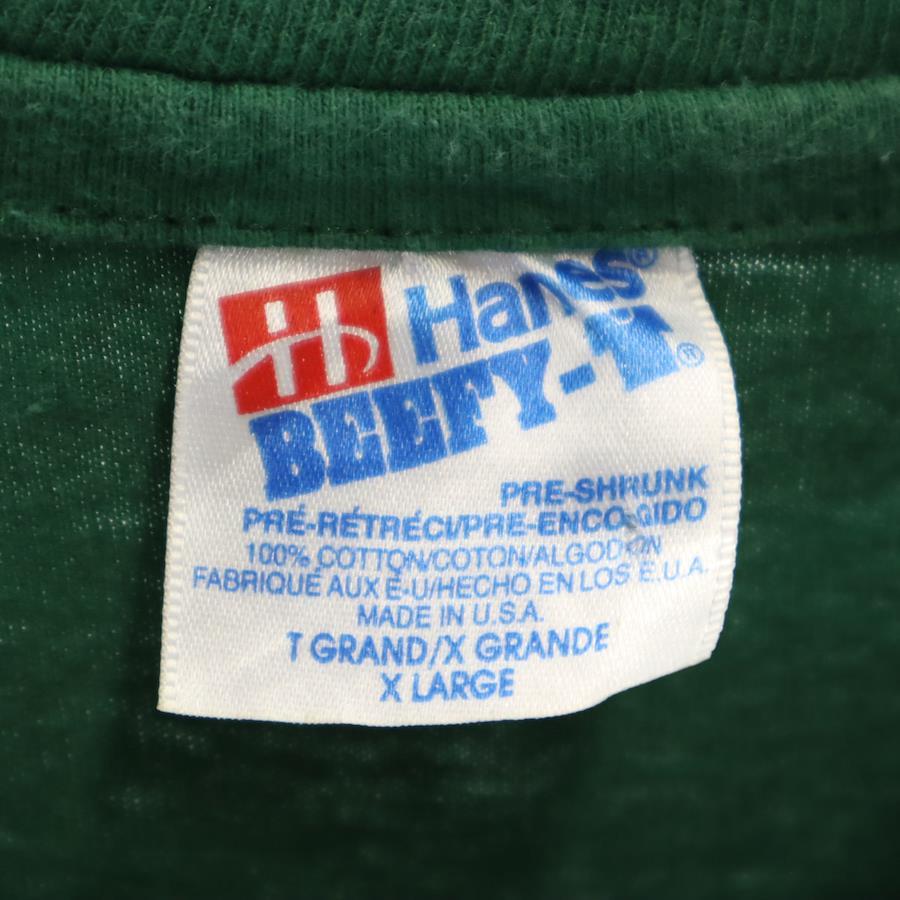 H Hanes®
BEEFY-T®
PRE-SHRUNK
PRÉ-RÉTRÉCI/PRE-ENCOGIDO
100% COTTON/COTON/ALGODON
FABRIQUÉ AUX É-U/HECHO EN LOS E.U.A.
MADE IN U.S.A.
T GRAND/X GRANDE
X LARGE